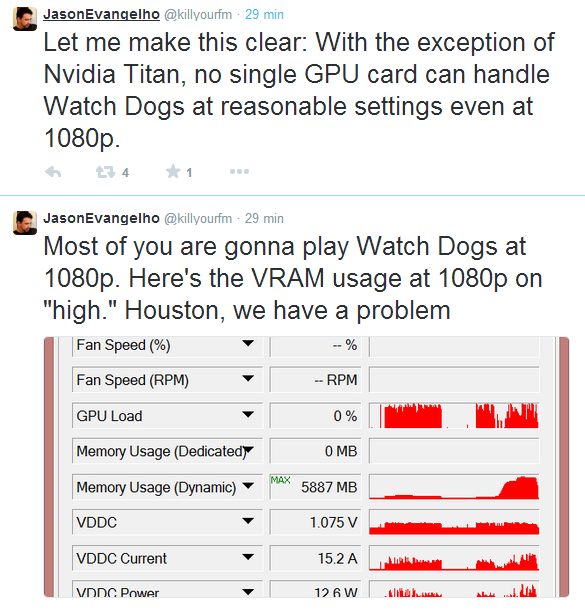 JasonEvangelho @killyourfm · 29 min
Let me make this clear: With the exception of
Nvidia Titan, no single GPU card can handle
Watch Dogs at reasonable settings even at
1080p.
4 1
JasonEvangelho @killyourfm · 29 min
Most of you are gonna play Watch Dogs at
1080p. Here's the VRAM usage at 1080p on
"high." Houston, we have a problem
Fan Speed (%) -- %
Fan Speed (RPM) -- RPM
GPU Load 0 %
Memory Usage (Dedicated) 0 MB
Memory Usage (Dynamic) MAX 5887 MB
VDDC 1.075 V
VDDC Current 15.2 A
VDDC Power 12.6 W